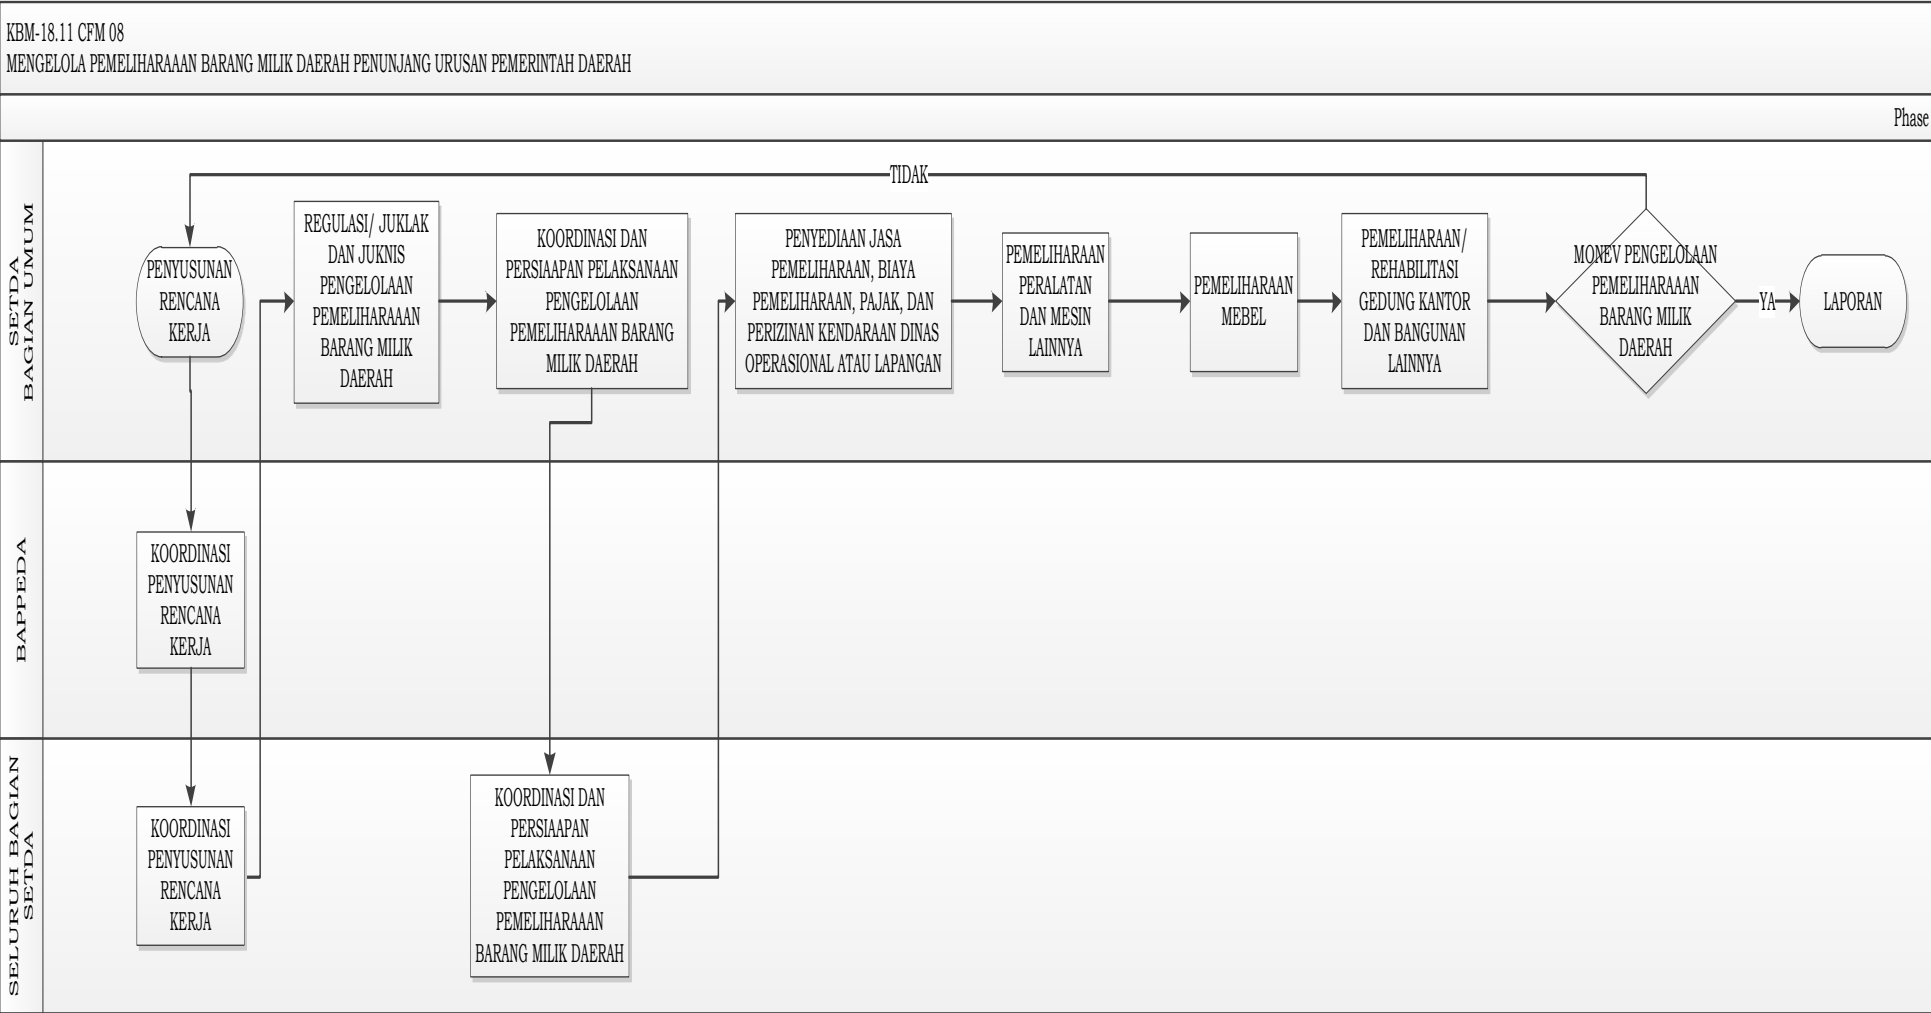 KBM-18.11 CFM 08
MENGELOLA PEMELIHARAAAN BARANG MILIK DAERAH PENUNJANG URUSAN PEMERINTAH DAERAH
Phase
SETDA
BAGIAN UMUM
TIDAK
PENYUSUNAN
RENCANA
KERJA
REGULASI/ JUKLAK
DAN JUKNIS
PENGELOLAAN
PEMELIHARAAAN
BARANG MILIK
DAERAH
KOORDINASI DAN
PERSIAAPAN PELAKSANAAN
PENGELOLAAN
PEMELIHARAAAN BARANG
MILIK DAERAH
PENYEDIAAN JASA
PEMELIHARAAN, BIAYA
PEMELIHARAAN, PAJAK, DAN
PERIZINAN KENDARAAN DINAS
OPERASIONAL ATAU LAPANGAN
PEMELIHARAAN
PERALATAN
DAN MESIN
LAINNYA
PEMELIHARAAN
MEBEL
PEMELIHARAAN/
REHABILITASI
GEDUNG KANTOR
DAN BANGUNAN
LAINNYA
MONEV PENGELOLAAN
PEMELIHARAAAN
BARANG MILIK
DAERAH
YA
LAPORAN
BAPPEDA
KOORDINASI
PENYUSUNAN
RENCANA
KERJA
SELURUH BAGIAN
SETDA
KOORDINASI
PENYUSUNAN
RENCANA
KERJA
KOORDINASI DAN
PERSIAAPAN
PELAKSANAAN
PENGELOLAAN
PEMELIHARAAAN
BARANG MILIK DAERAH